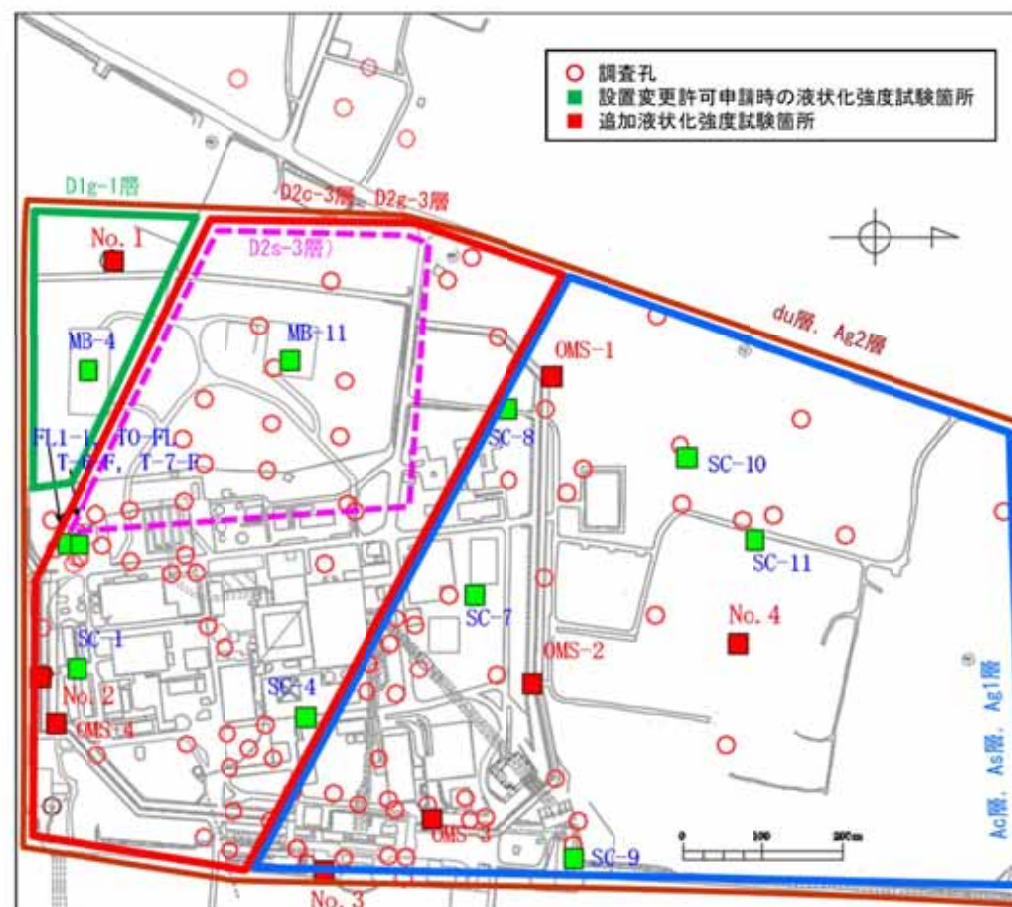 調査孔
設置変更許可申請時の液状化強度試験箇所
追加液状化強度試験箇所
D1g-1層
D2c-3層, D2g-3層
No. 1
D2s-3層)
du層, Ag2層
MB-4
MB-11
OMS-1
SC-8
TO-FL
T-7-F
SC-10
SC-11
SC-7
No. 4
SC-1
OMS-2
No. 2
SC-4
OMS-4
Ac層, As層, Ag1層
OMS-3
0 100 200m
SC-9
No. 3